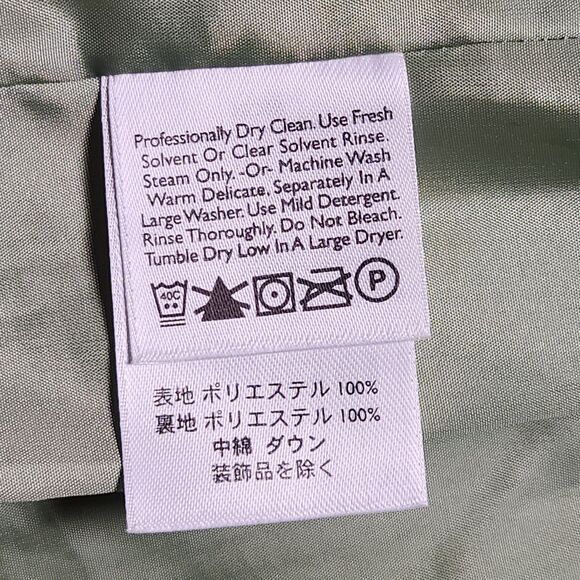 Professionally Dry Clean. Use Fresh
Solvent Or Clear Solvent Rinse.
Steam Only. -Or- Machine Wash
Warm Delicate. Separately In A
Large Washer. Use Mild Detergent.
Rinse Thoroughly. Do Not Bleach.
Tumble Dry Low In A Large Dryer.
40C P
表地 ポリエステル 100%
裏地 ポリエステル 100%
中綿 ダウン
装飾品を除く